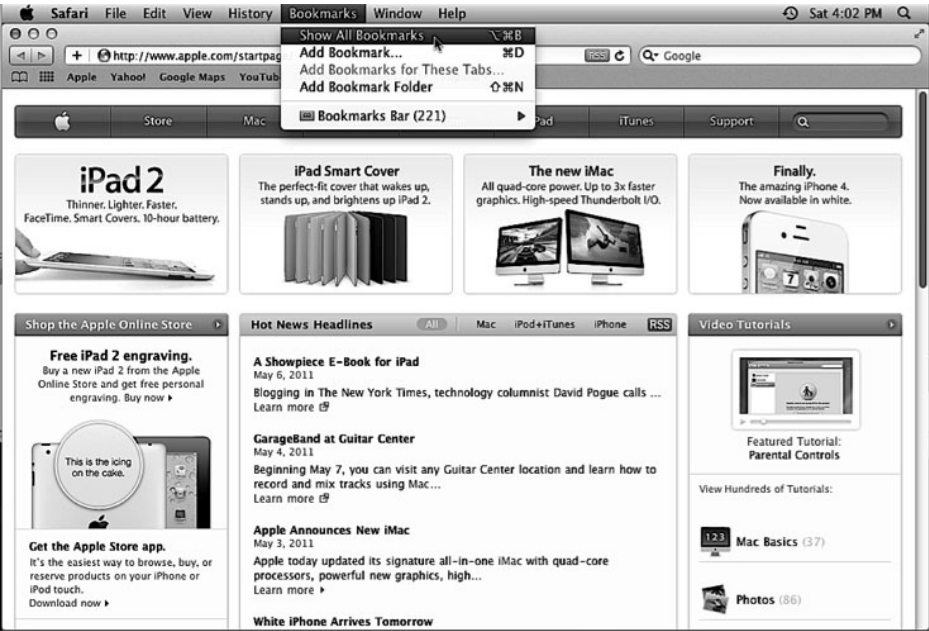 Safari File Edit View History Bookmarks Window Help Sat 4:02 PM
Show All Bookmarks ⌥⌘B
Add Bookmark... ⌘D
Add Bookmarks for These Tabs...
Add Bookmark Folder ⇧⌘N
Bookmarks Bar (221)
http://www.apple.com/startpage RSS Google
Apple Yahoo! Google Maps YouTub
Store Mac Pad iTunes Support
iPad 2
Thinner. Lighter. Faster.
FaceTime. Smart Covers. 10-hour battery.
iPad Smart Cover
The perfect-fit cover that wakes up,
stands up, and brightens up iPad 2.
The new iMac
All quad-core power. Up to 3x faster
graphics. High-speed Thunderbolt I/O.
Finally.
The amazing iPhone 4.
Now available in white.
7
Shop the Apple Online Store
Free iPad 2 engraving.
Buy a new iPad 2 from the Apple
Online Store and get free personal
engraving. Buy now
This is the icing
on the cake.
Get the Apple Store app.
It's the easiest way to browse, buy, or
reserve products on your iPhone or
iPod touch.
Download now
Hot News Headlines All Mac iPod+iTunes iPhone RSS
A Showpiece E-Book for iPad
May 6, 2011
Blogging in The New York Times, technology columnist David Pogue calls ...
Learn more
GarageBand at Guitar Center
May 4, 2011
Beginning May 7, you can visit any Guitar Center location and learn how to
record and mix tracks using Mac...
Learn more
Apple Announces New iMac
May 3, 2011
Apple today updated its signature all-in-one iMac with quad-core
processors, powerful new graphics, high...
Learn more
White iPhone Arrives Tomorrow
Video Tutorials
Featured Tutorial:
Parental Controls
View Hundreds of Tutorials:
123
Mac Basics (37)
Photos (86)